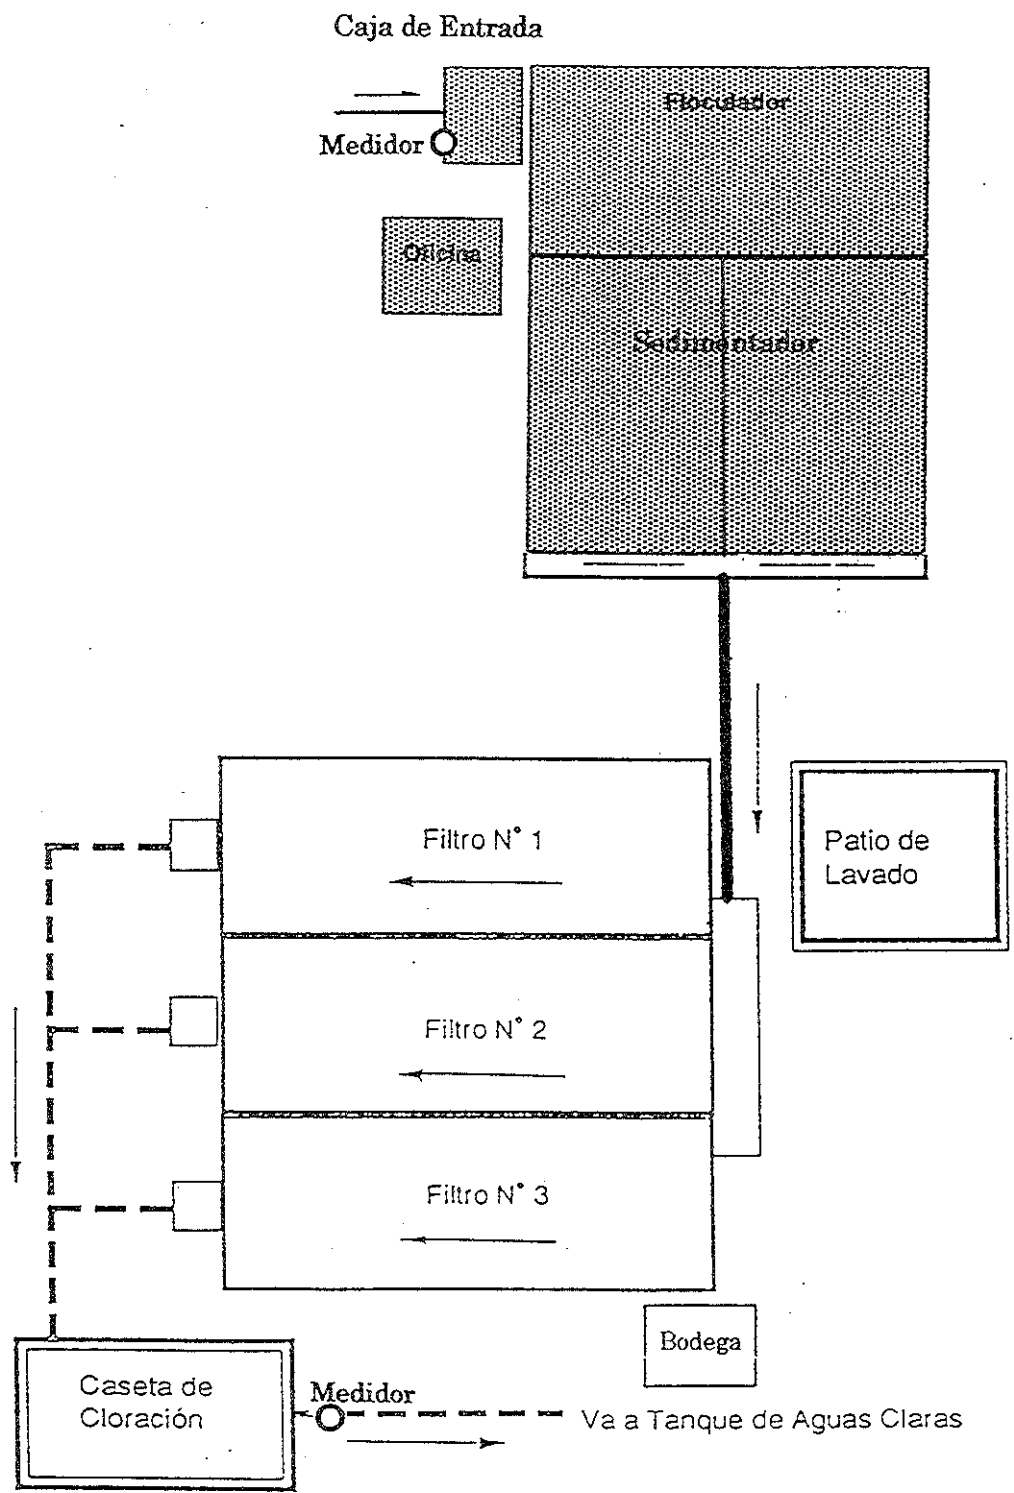 Caja de Entrada
Floculador
Medidor
Oficina
Sedimentador
Filtro N° 1
Patio de
Lavado
Filtro N° 2
Filtro N° 3
Bodega
Caseta de
Cloración
Medidor
Va a Tanque de Aguas Claras